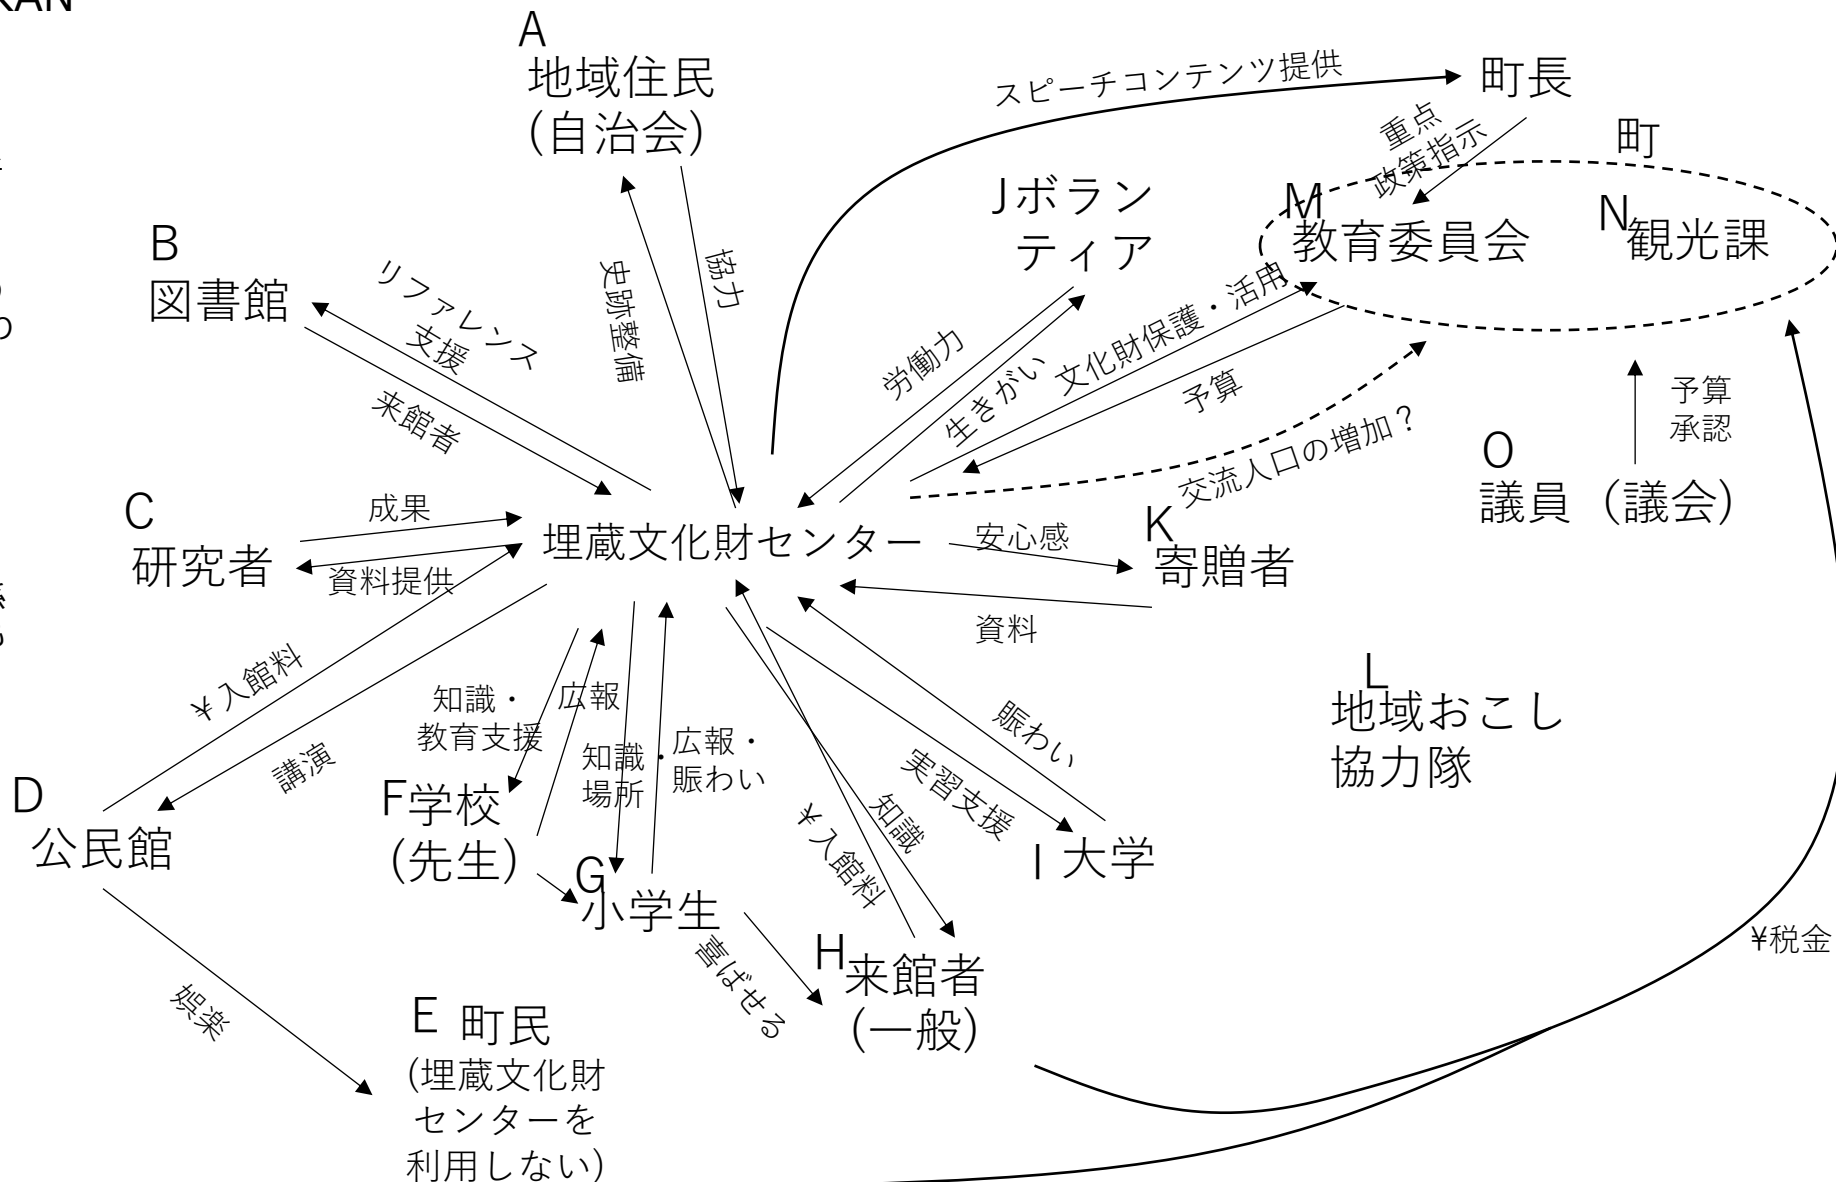 KAN
A
地域住民
(自治会)
スピーチコンテンツ提供
町長
重点
政策指示
町
B
図書館
リファレンス
支援
来館者
史跡整備
協力
Jボラン
ティア
労働力
生きがい
M
教育委員会
N
観光課
文化財保護・活用
予算
交流人口の増加？
予算
承認
O
議員（議会）
C
研究者
成果
資料提供
埋蔵文化財センター
安心感
K
寄贈者
資料
L
地域おこし
協力隊
¥入館料
講演
D
公民館
娯楽
知識・
教育支援
広報
F学校
(先生)
知識・
場所
広報・
賑わい
G
小学生
喜ばせる
¥入館料
知識
H
来館者
(一般)
実習支援
賑わい
I 大学
E 町民
(埋蔵文化財
センターを
利用しない)
¥税金